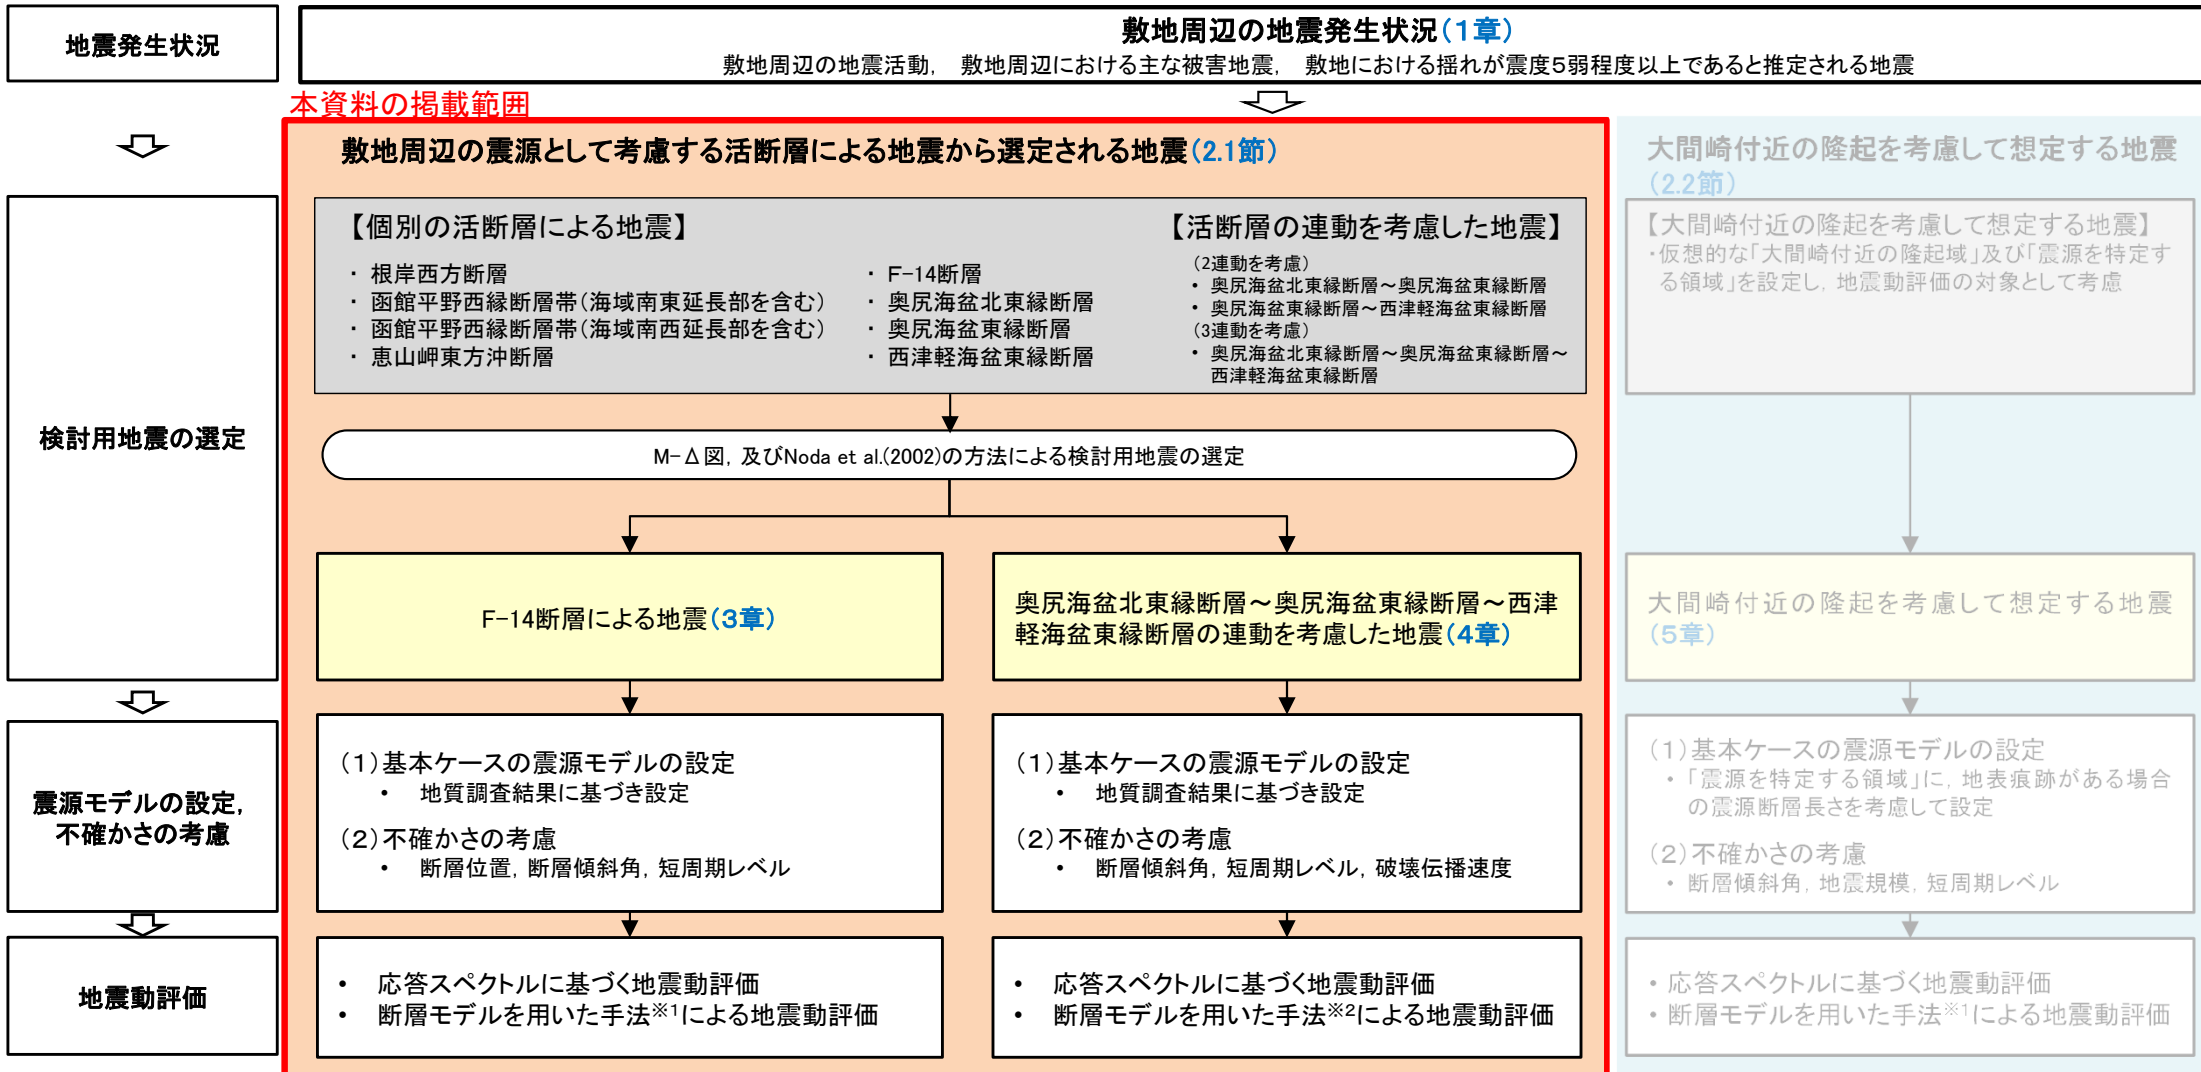 地震発生状況
敷地周辺の地震発生状況(1章)
敷地周辺の地震活動, 敷地周辺における主な被害地震, 敷地における揺れが震度5弱程度以上であると推定される地震
本資料の掲載範囲
敷地周辺の震源として考慮する活断層による地震から選定される地震(2.1節)
【個別の活断層による地震】
・ 根岸西方断層
・ 函館平野西縁断層帯(海域南東延長部を含む)
・ 函館平野西縁断層帯(海域南西延長部を含む)
・ 恵山岬東方沖断層
・ F-14断層
・ 奥尻海盆北東縁断層
・ 奥尻海盆東縁断層
・ 西津軽海盆東縁断層
【活断層の連動を考慮した地震】
(2連動を考慮)
• 奥尻海盆北東縁断層~奥尻海盆東縁断層
• 奥尻海盆東縁断層~西津軽海盆東縁断層
(3連動を考慮)
• 奥尻海盆北東縁断層~奥尻海盆東縁断層~
西津軽海盆東縁断層
検討用地震の選定
M-Δ図, 及びNoda et al.(2002)の方法による検討用地震の選定
F-14断層による地震(3章)
奥尻海盆北東縁断層~奥尻海盆東縁断層~西津
軽海盆東縁断層の連動を考慮した地震(4章)
震源モデルの設定,
不確かさの考慮
(1)基本ケースの震源モデルの設定
• 地質調査結果に基づき設定
(2)不確かさの考慮
• 断層位置, 断層傾斜角, 短周期レベル
(1)基本ケースの震源モデルの設定
• 地質調査結果に基づき設定
(2)不確かさの考慮
• 断層傾斜角, 短周期レベル, 破壊伝播速度
地震動評価
• 応答スペクトルに基づく地震動評価
• 断層モデルを用いた手法※1による地震動評価
• 応答スペクトルに基づく地震動評価
• 断層モデルを用いた手法※2による地震動評価
大間崎付近の隆起を考慮して想定する地震
(2.2節)
【大間崎付近の隆起を考慮して想定する地震】
・仮想的な「大間崎付近の隆起域」及び「震源を特定す
る領域」を設定し, 地震動評価の対象として考慮
大間崎付近の隆起を考慮して想定する地震
(5章)
(1)基本ケースの震源モデルの設定
• 「震源を特定する領域」に, 地表痕跡がある場合
の震源断層長さを考慮して設定
(2)不確かさの考慮
• 断層傾斜角, 地震規模, 短周期レベル
• 応答スペクトルに基づく地震動評価
• 断層モデルを用いた手法※1による地震動評価